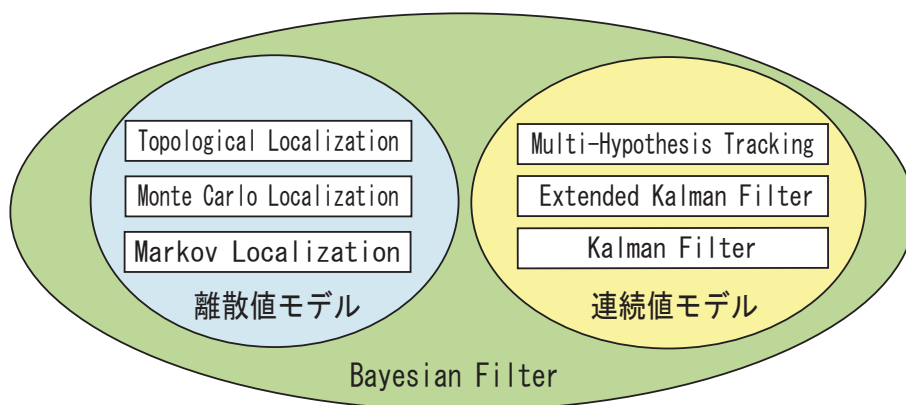 Topological Localization
Monte Carlo Localization
Markov Localization
離散値モデル
Multi-Hypothesis Tracking
Extended Kalman Filter
Kalman Filter
連続値モデル
Bayesian Filter